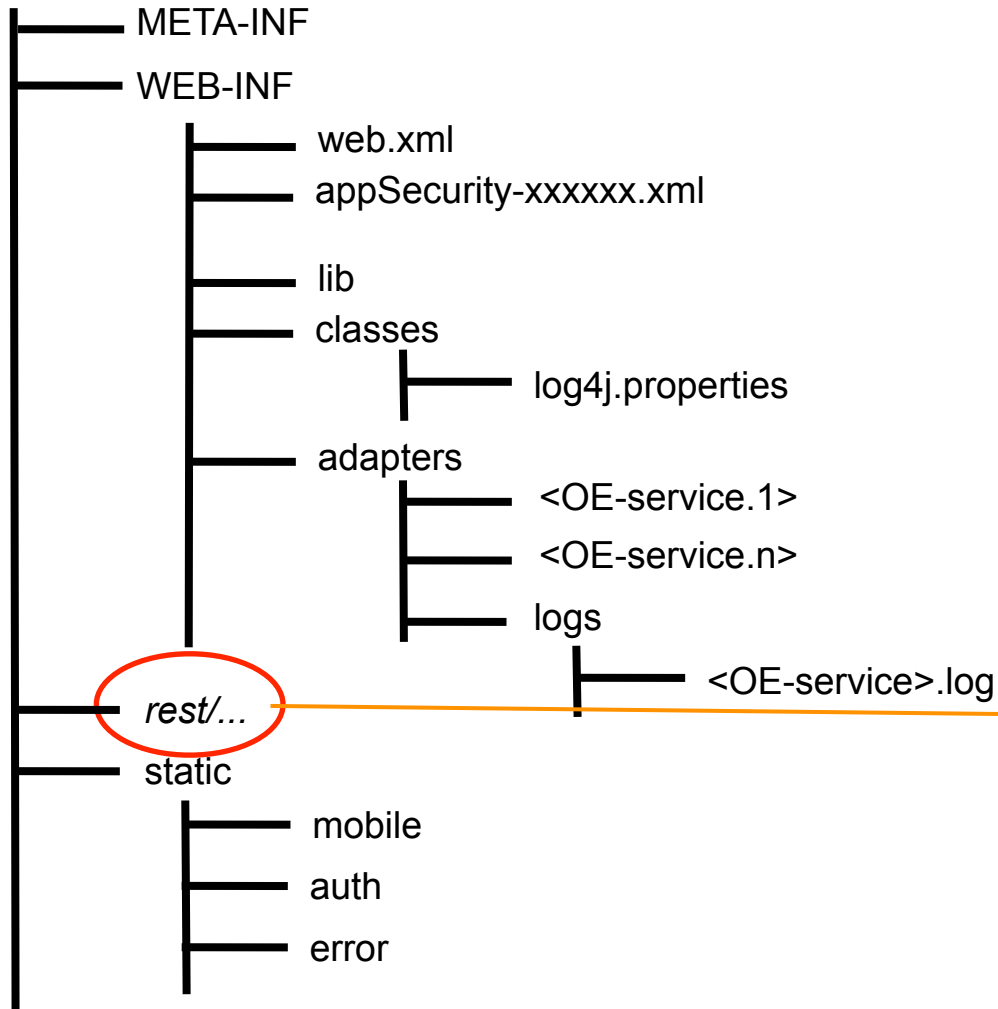 META-INF
WEB-INF
web.xml
appSecurity-xxxxxx.xml
lib
classes
log4j.properties
adapters
<OE-service.1>
<OE-service.n>
logs
<OE-service>.log
rest/...
static
mobile
auth
error